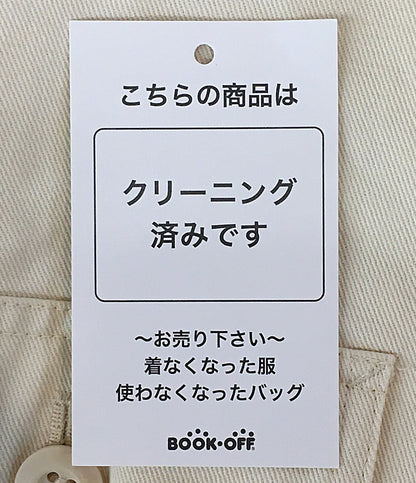 こちらの商品は
クリーニング
済みです
〜お売り下さい〜
着なくなった服
使わなくなったバッグ
BOOK・OFF